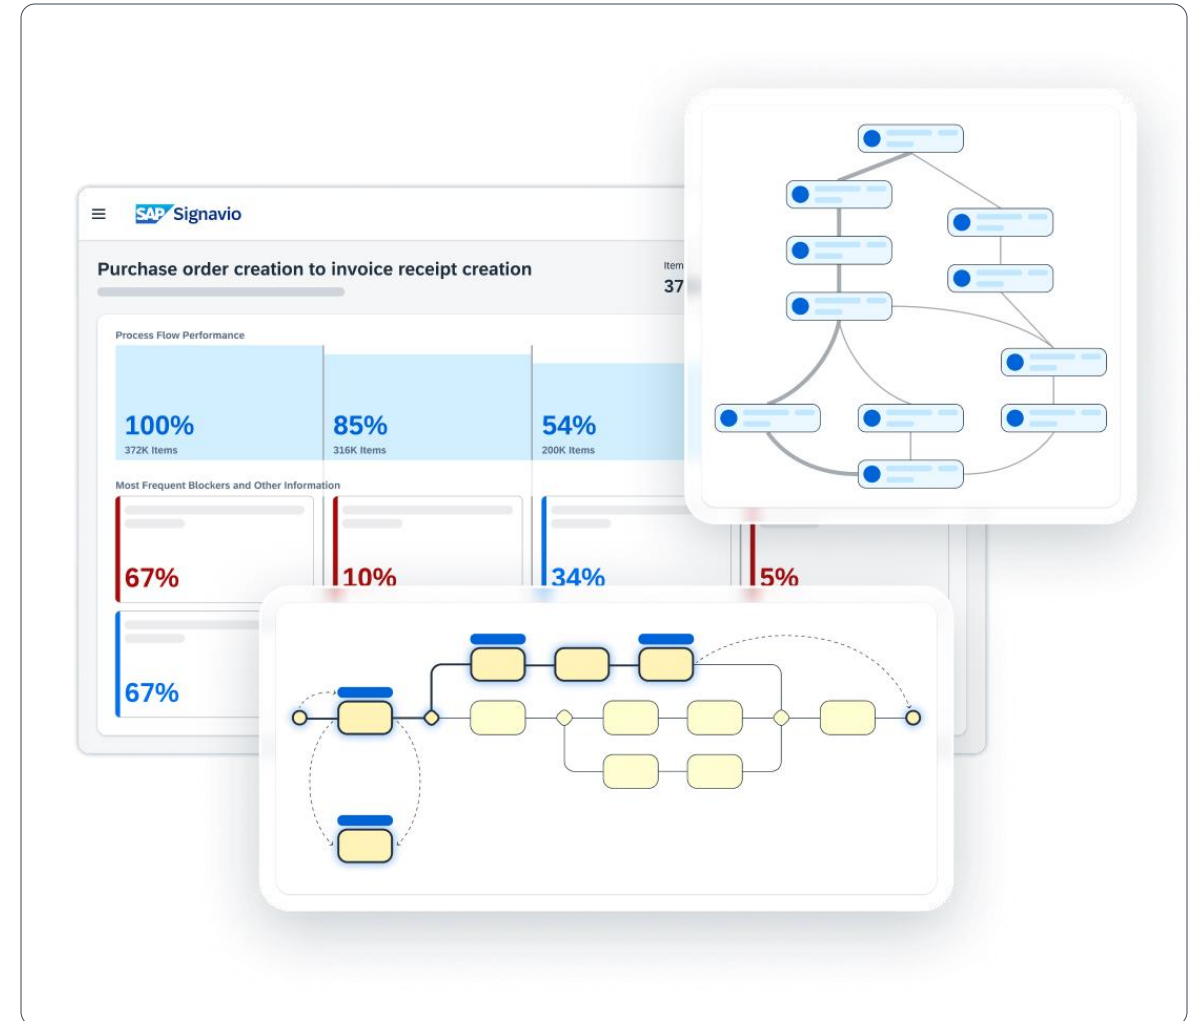 SAP Signavio
Purchase order creation to invoice receipt creation
Item
37
Process Flow Performance
100%
85%
54%
372K Items
316K Items
200K Items
Most Frequent Blockers and Other Information
67%
10%
34%
5%
67%